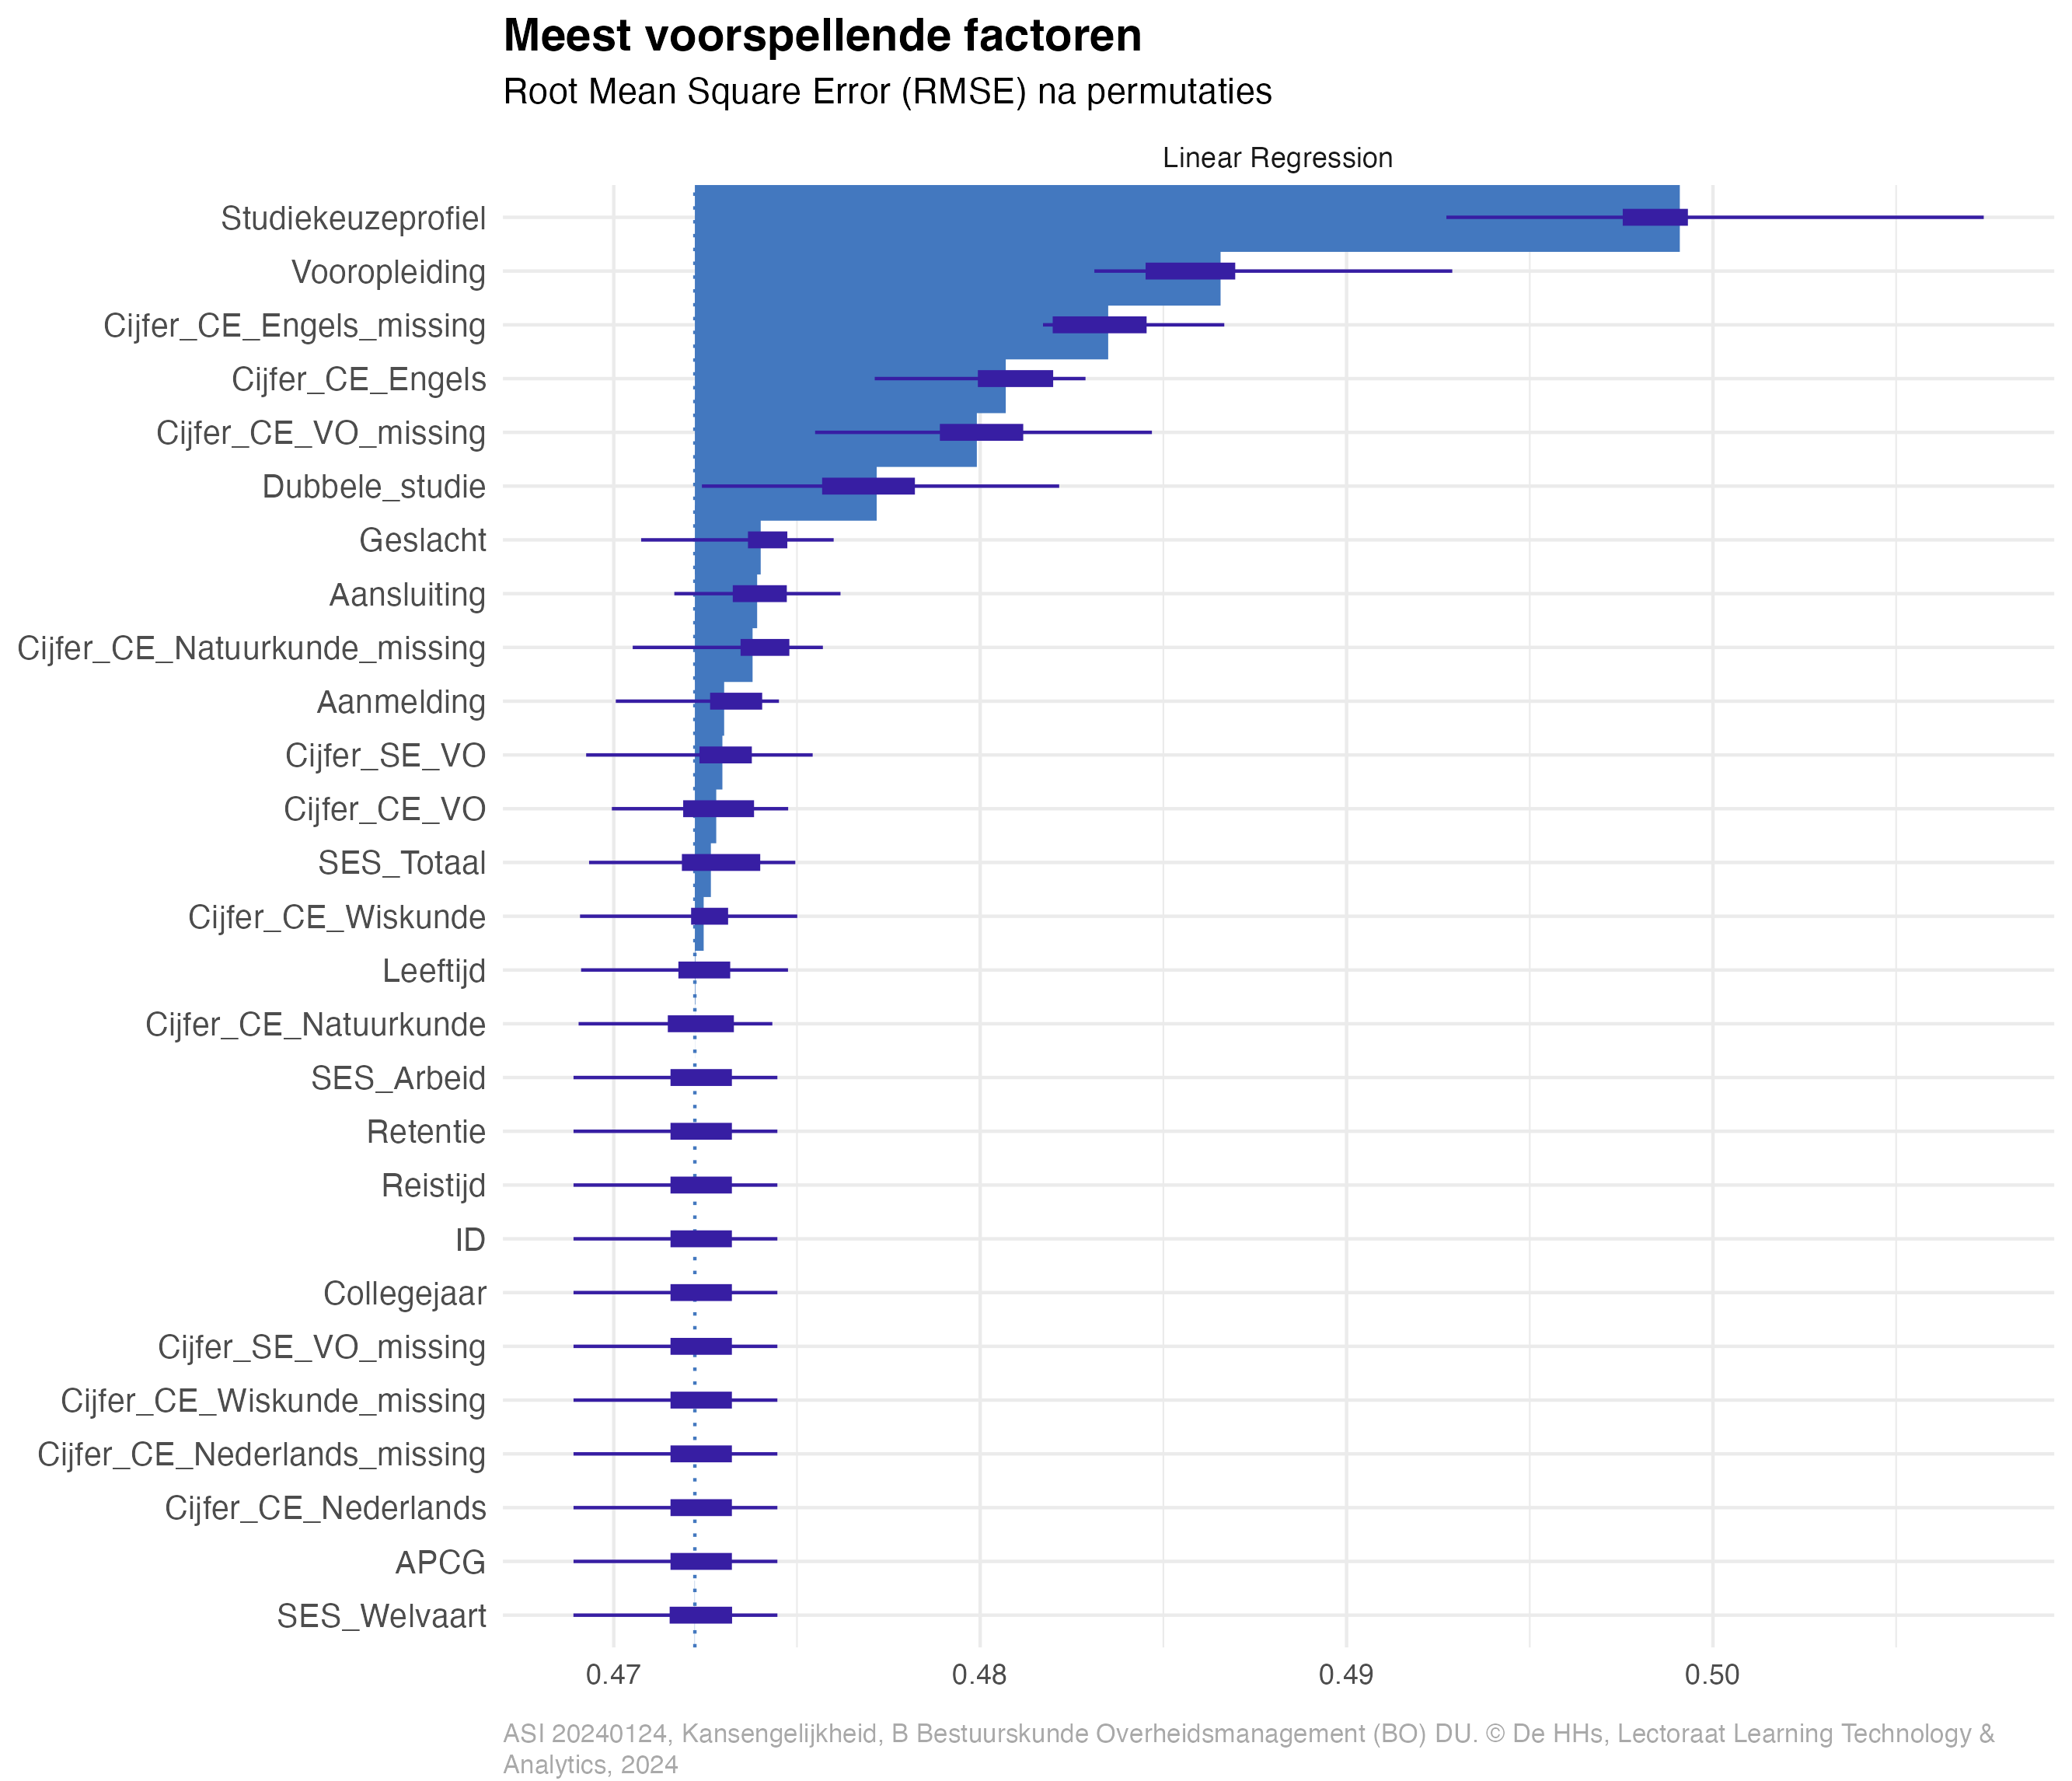 Meest voorspellende factoren
Root Mean Square Error (RMSE) na permutaties
Linear Regression
Studiekeuzeprofiel
Vooropleiding
Cijfer_CE_Engels_missing
Cijfer_CE_Engels
Cijfer_CE_VO_missing
Dubbele_studie
Geslacht
Aansluiting
Cijfer_CE_Natuurkunde_missing
Aanmelding
Cijfer_SE_VO
Cijfer_CE_VO
SES_Totaal
Cijfer_CE_Wiskunde
Leeftijd
Cijfer_CE_Natuurkunde
SES_Arbeid
Retentie
Reistijd
ID
Collegejaar
Cijfer_SE_VO_missing
Cijfer_CE_Wiskunde_missing
Cijfer_CE_Nederlands_missing
Cijfer_CE_Nederlands
APCG
SES_Welvaart
0.47 0.48 0.49 0.50
ASI 20240124, Kansengelijkheid, B Bestuurskunde Overheidsmanagement (BO) DU. © De HHs, Lectoraat Learning Technology &
Analytics, 2024